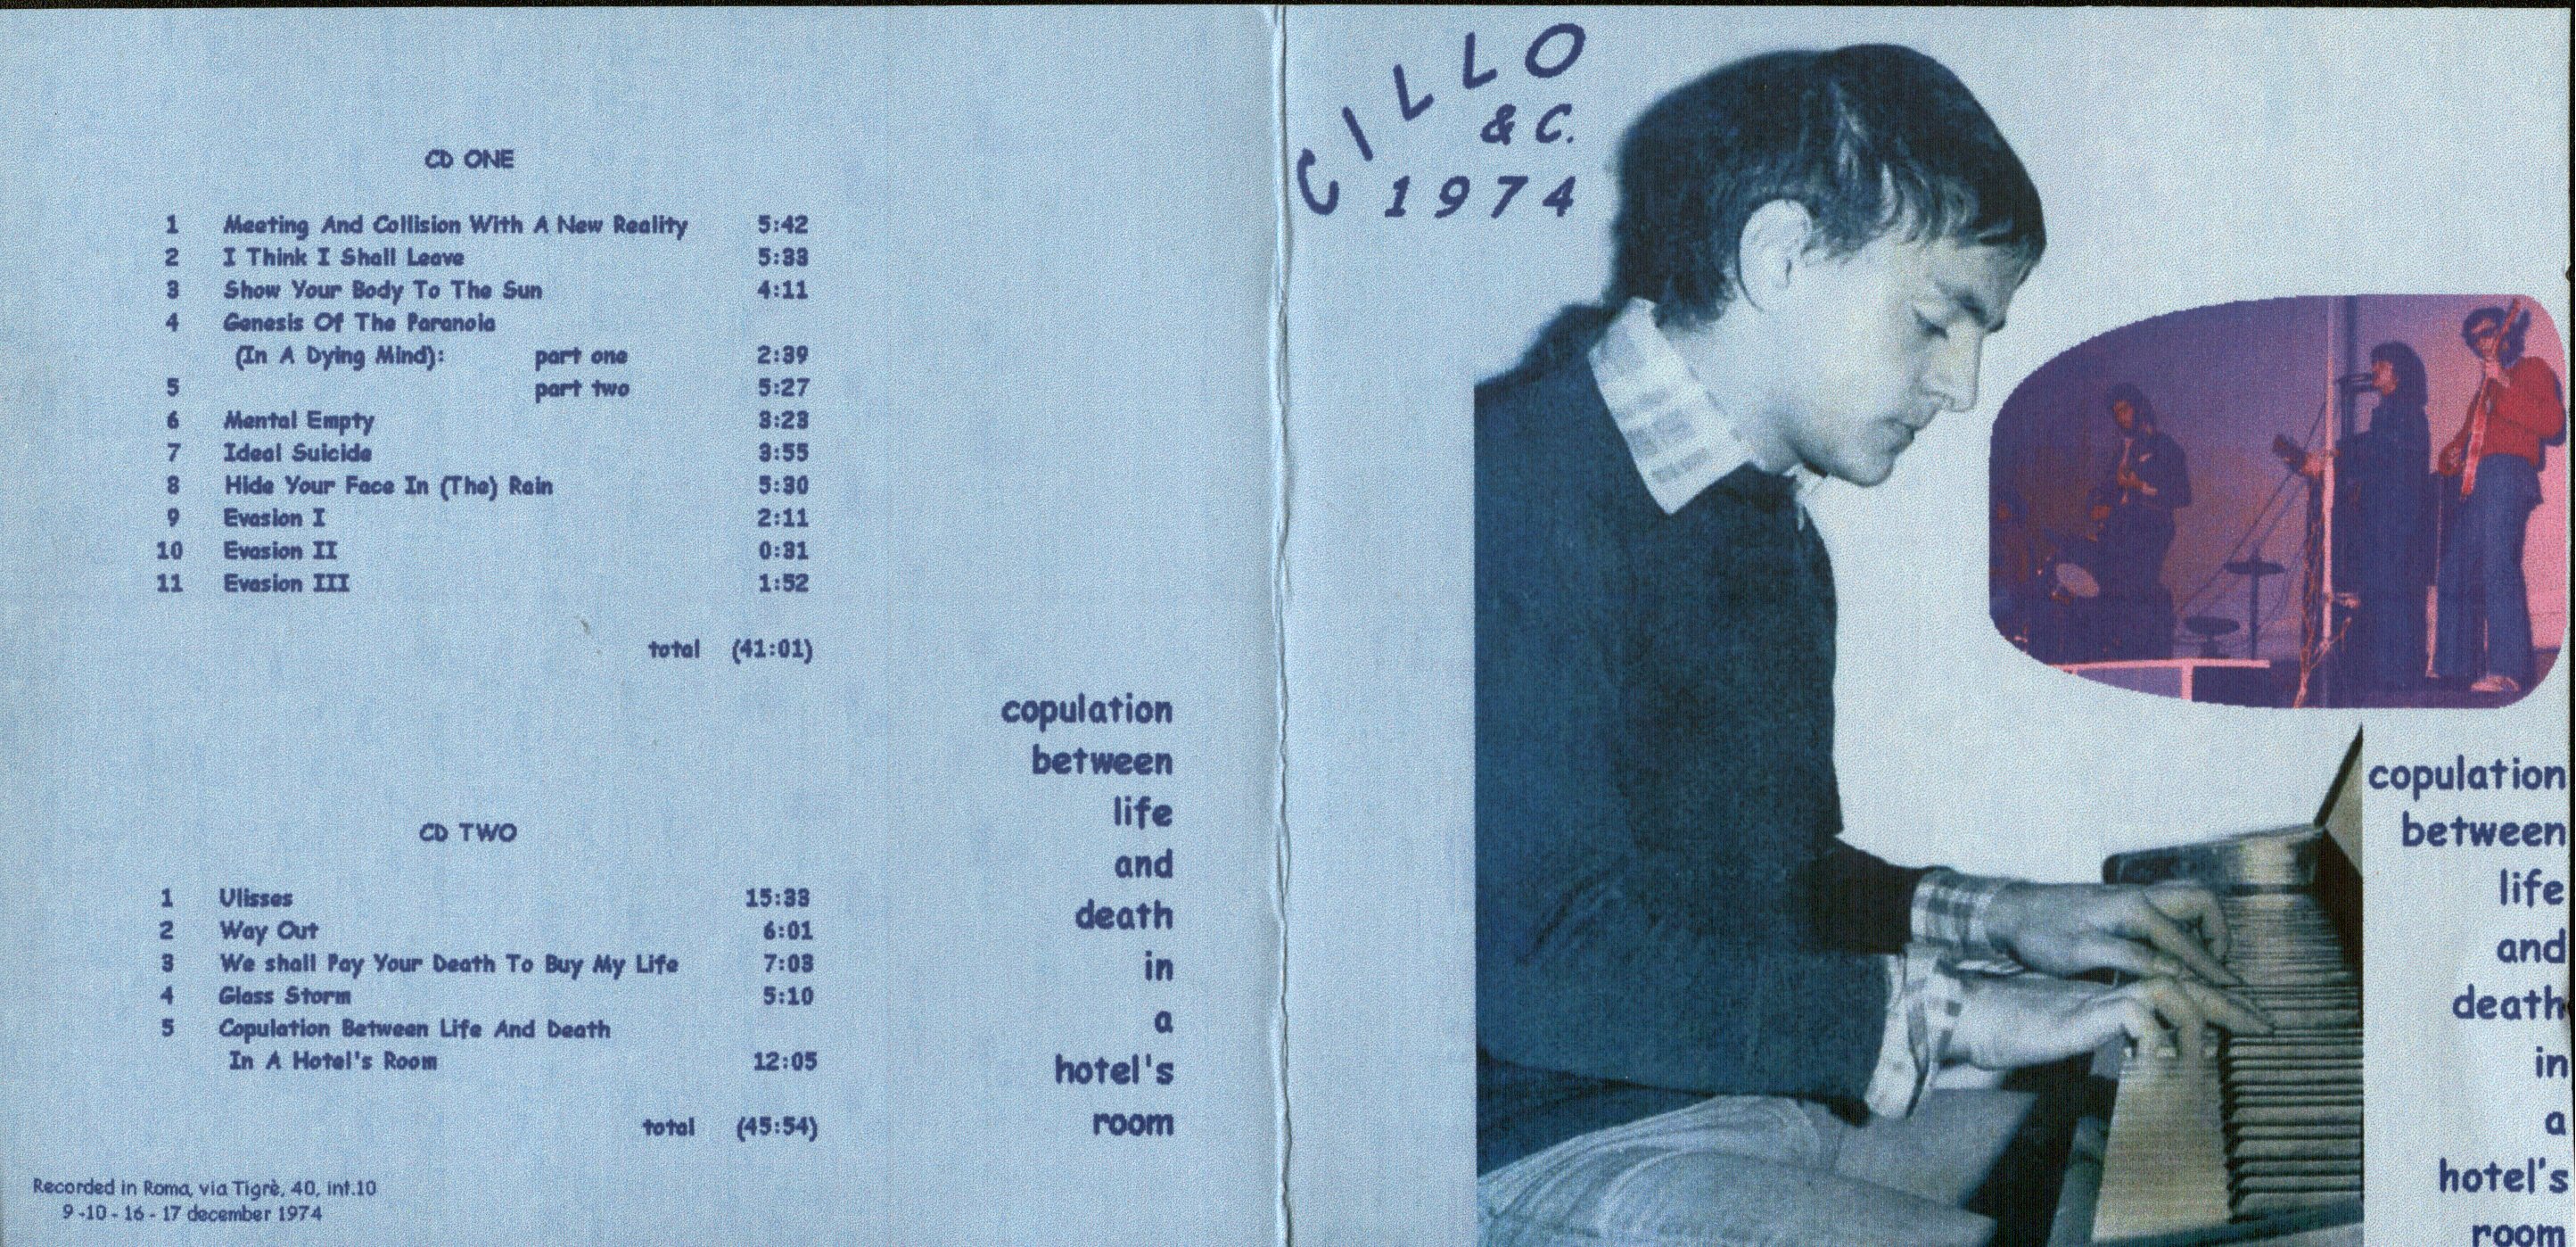 CD ONE
1 Meeting And Collision With A New Reality 5:42
2 I Think I Shall Leave 5:33
3 Show Your Body To The Sun 4:11
4 Genesis Of The Paranoia
(In A Dying Mind): part one 2:39
5 part two 5:27
6 Mental Empty 3:23
7 Ideal Suicide 3:55
8 Hide Your Face In (The) Rain 5:30
9 Evasion I 2:11
10 Evasion II 0:31
11 Evasion III 1:52
total (41:01)
CD TWO
1 Ulisses 15:33
2 Way Out 6:01
3 We shall Pay Your Death To Buy My Life 7:03
4 Glass Storm 5:10
5 Copulation Between Life And Death
In A Hotel's Room 12:05
total (45:54)
Recorded in Roma, via Tigrè, 40, int.10
9 -10 - 16 - 17 december 1974
copulation
between
life
and
death
in
a
hotel's
room
CILLO
& C.
1974
copulation
between
life
and
death
in
a
hotel's
room